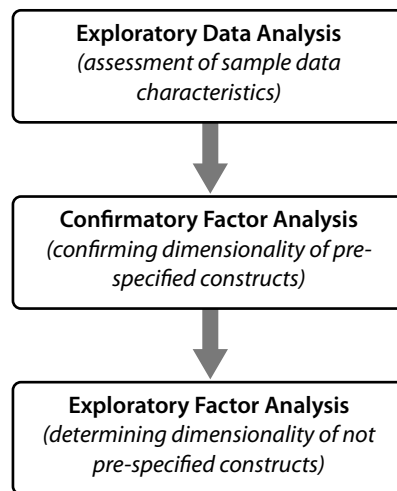 Exploratory Data Analysis
(assessment of sample data
characteristics)
Confirmatory Factor Analysis
(confirming dimensionality of pre-
specified constructs)
Exploratory Factor Analysis
(determining dimensionality of not
pre-specified constructs)